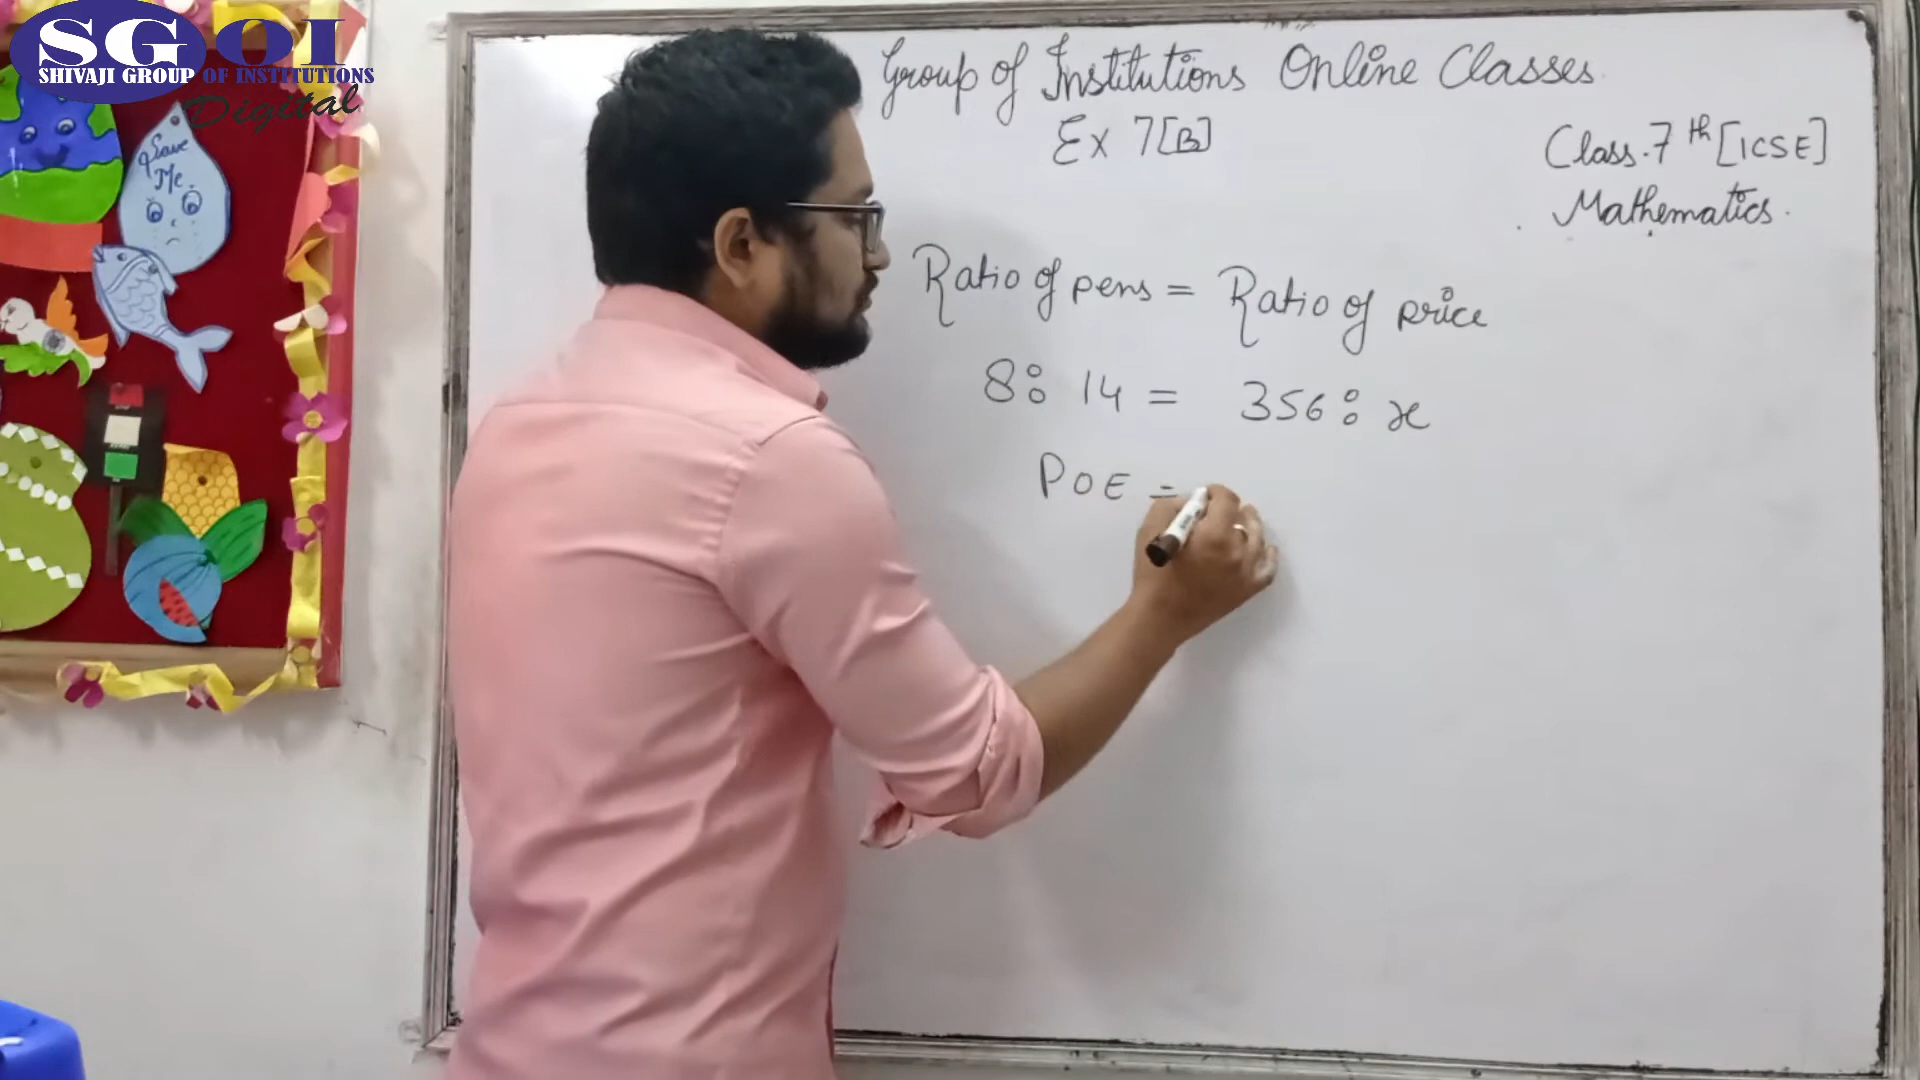 SGOI
SHIVAJI GROUP OF INSTITUTIONS
Digital
Save
Me.
Group of Institutions Online Classes
Ex 7[B]
Class.7th [ICSE]
Mathematics.
Ratio of pens = Ratio of price
8 : 14 = 356 : x
POE =